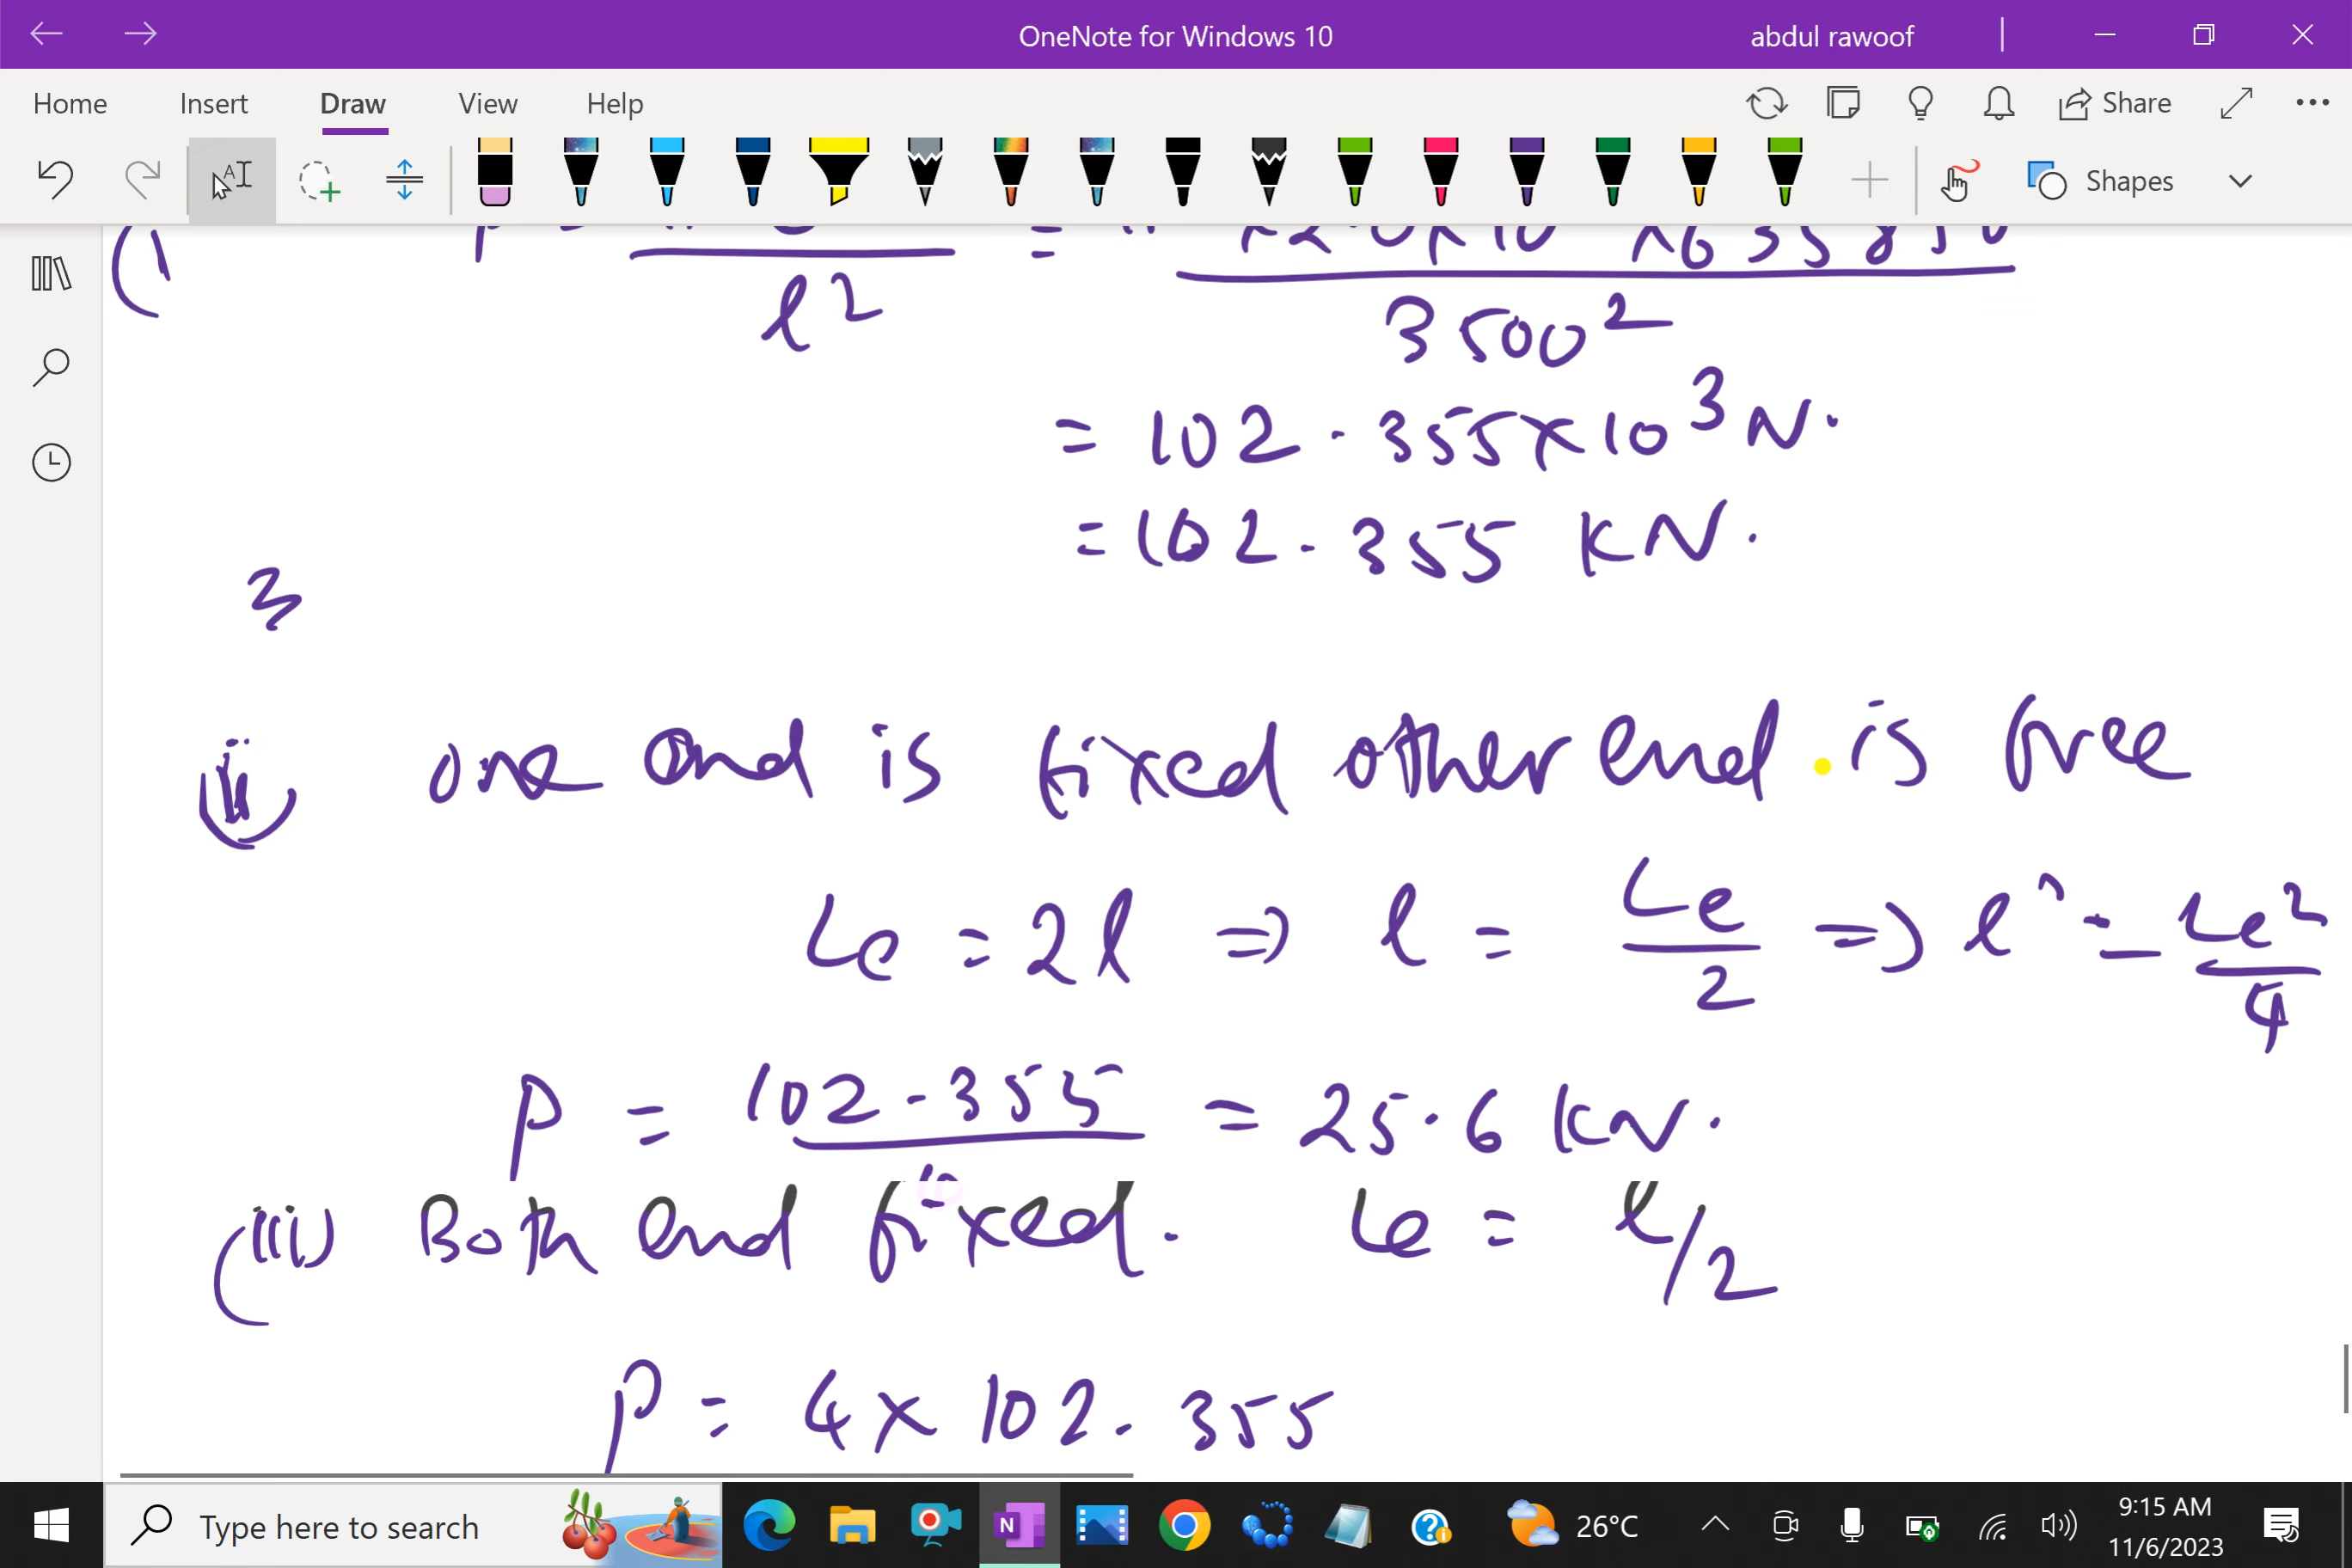 OneNote for Windows 10
abdul rawoof
Home Insert Draw View Help
Share
Shapes
l²
3500²
= 102.355×10³ N.
= 102.355 KN.
3
(ii) one end is fixed other end is free
Le = 2l ⇒ l = Le/2 ⇒ l² = Le²/4
P = 102.355 = 25.6 KN.
(iii) Both end fixed. Le = l/2
P = 4 × 102.355
Type here to search
26°C
9:15 AM
11/6/2023